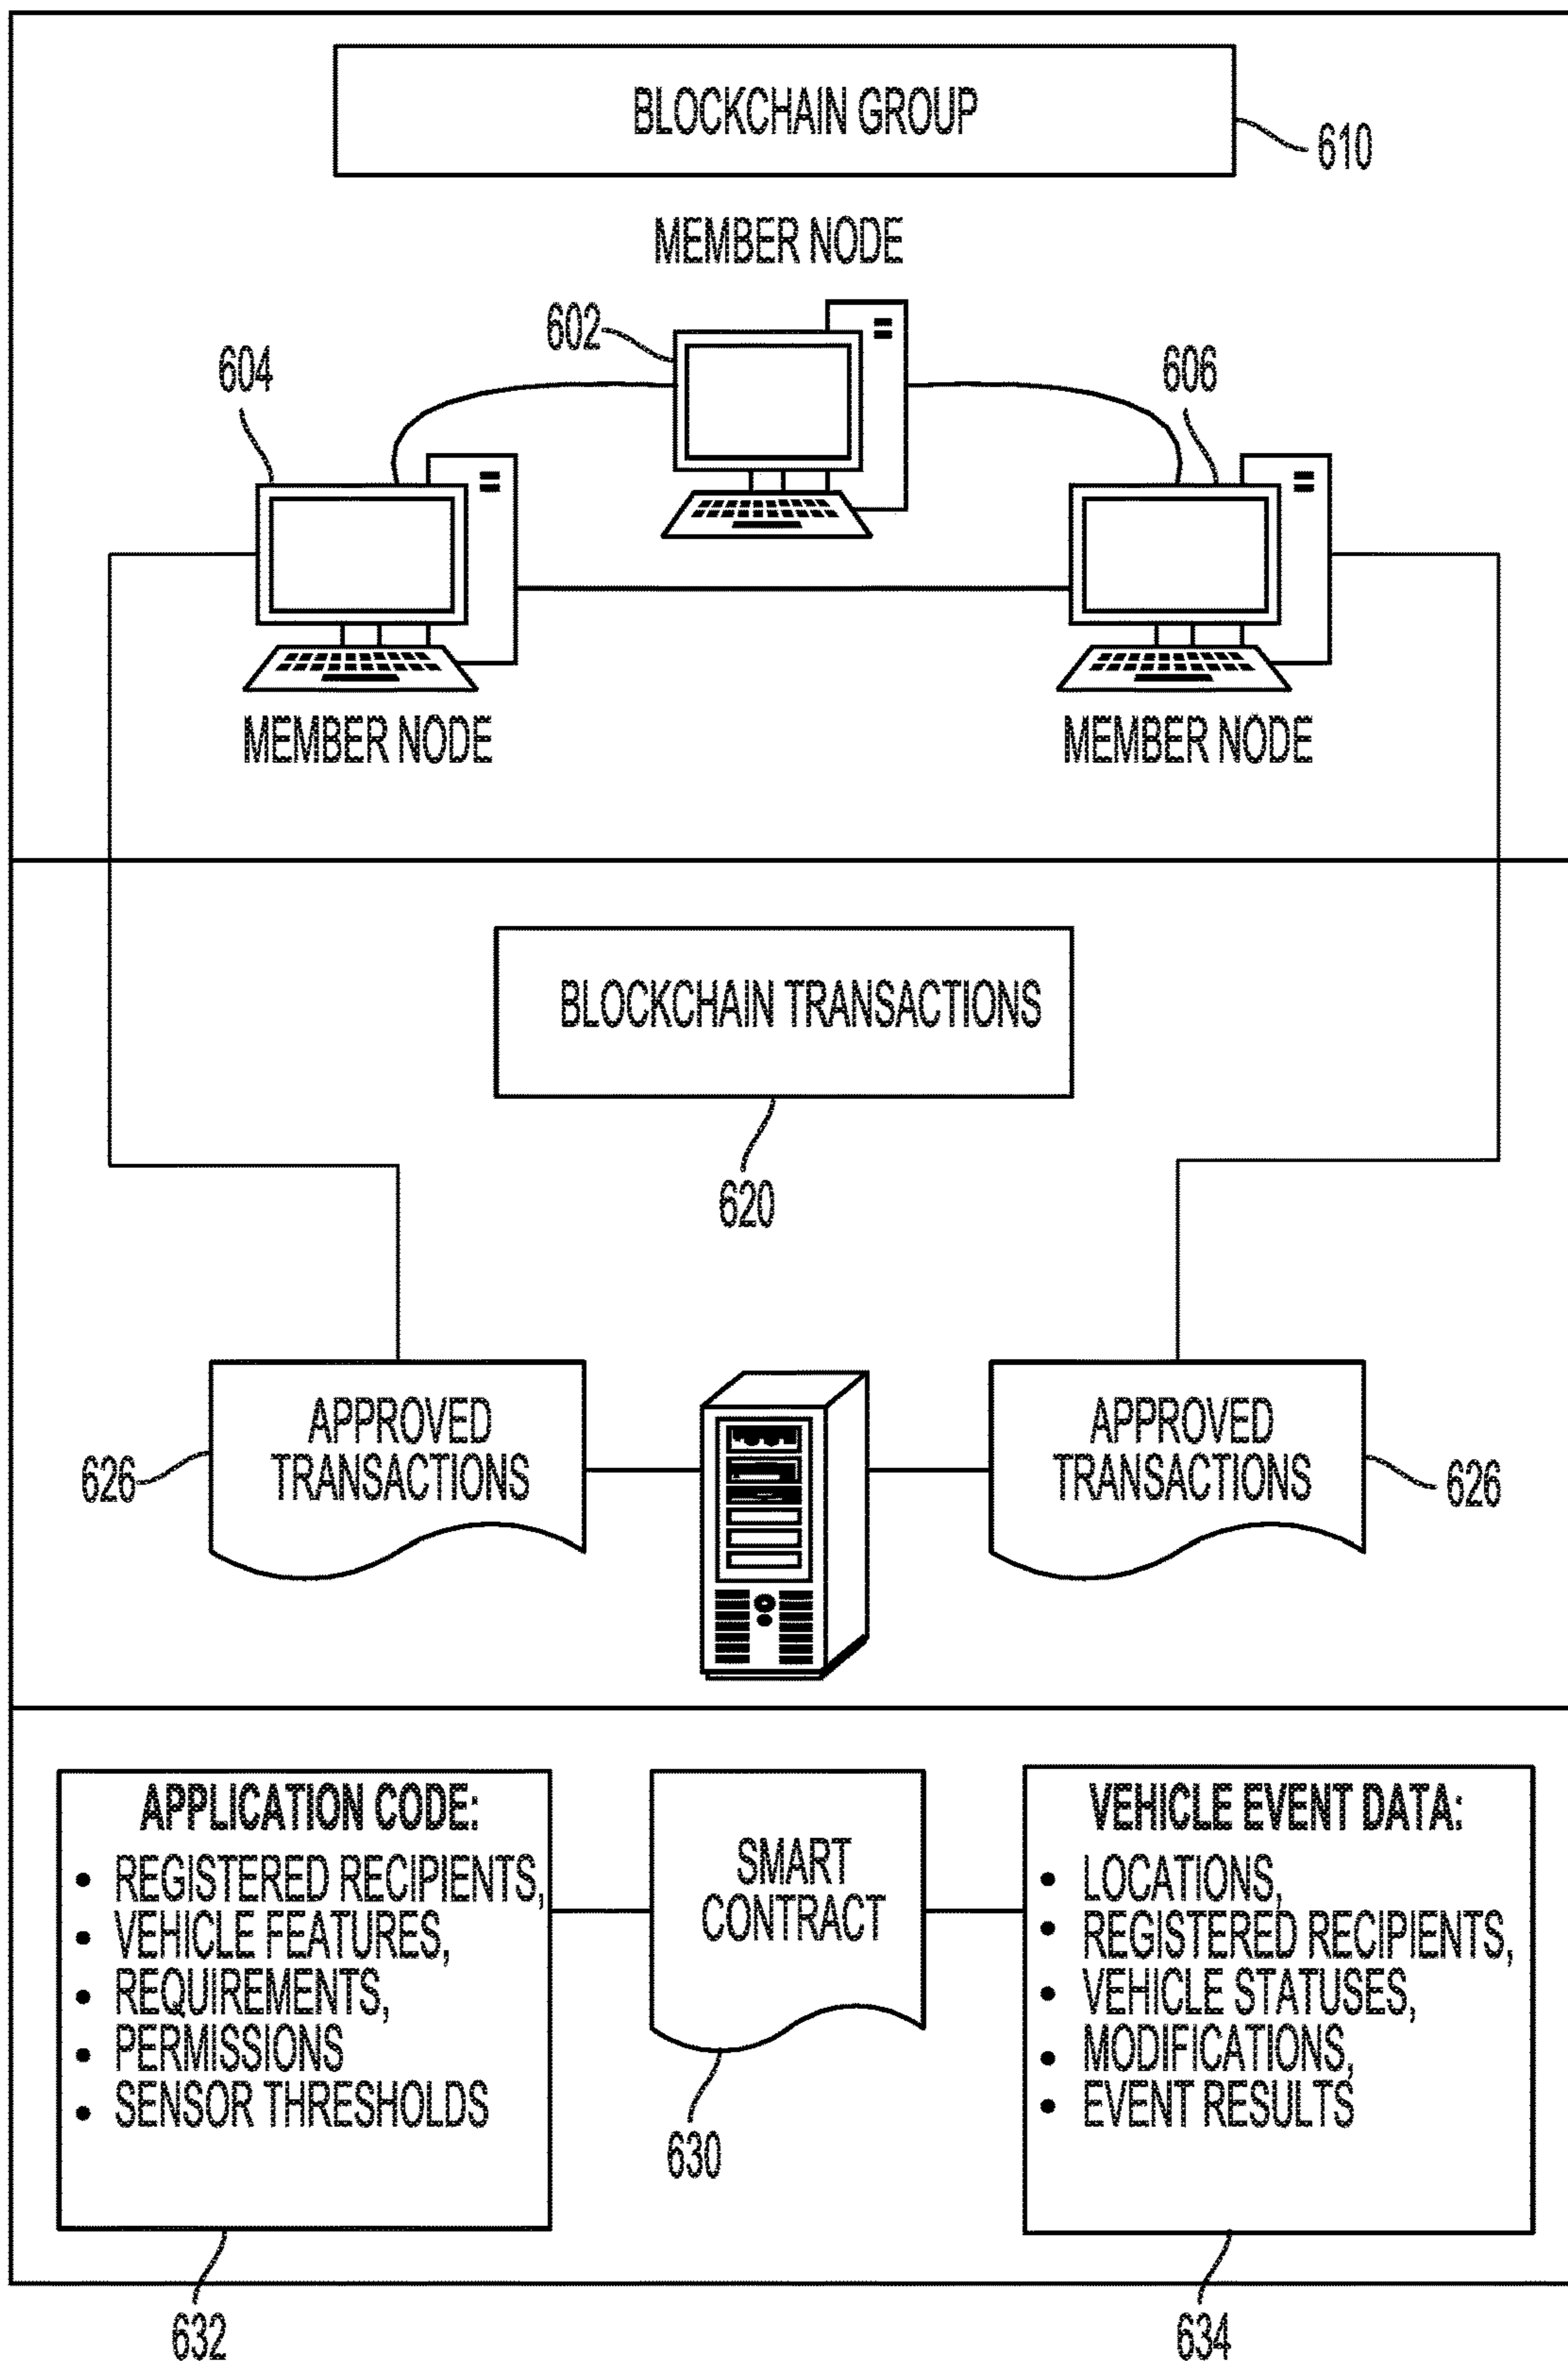 BLOCKCHAIN GROUP
610
MEMBER NODE
602
604
606
MEMBER NODE
MEMBER NODE
BLOCKCHAIN TRANSACTIONS
620
APPROVED
TRANSACTIONS
626
APPROVED
TRANSACTIONS
626
APPLICATION CODE:
• REGISTERED RECIPIENTS,
• VEHICLE FEATURES,
• REQUIREMENTS,
• PERMISSIONS
• SENSOR THRESHOLDS
632
SMART
CONTRACT
630
VEHICLE EVENT DATA:
• LOCATIONS,
• REGISTERED RECIPIENTS,
• VEHICLE STATUSES,
• MODIFICATIONS,
• EVENT RESULTS
634